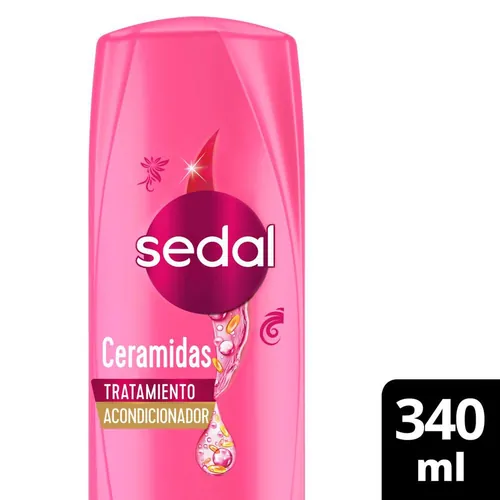 sedal
Ceramidas
TRATAMIENTO
ACONDICIONADOR
340
ml